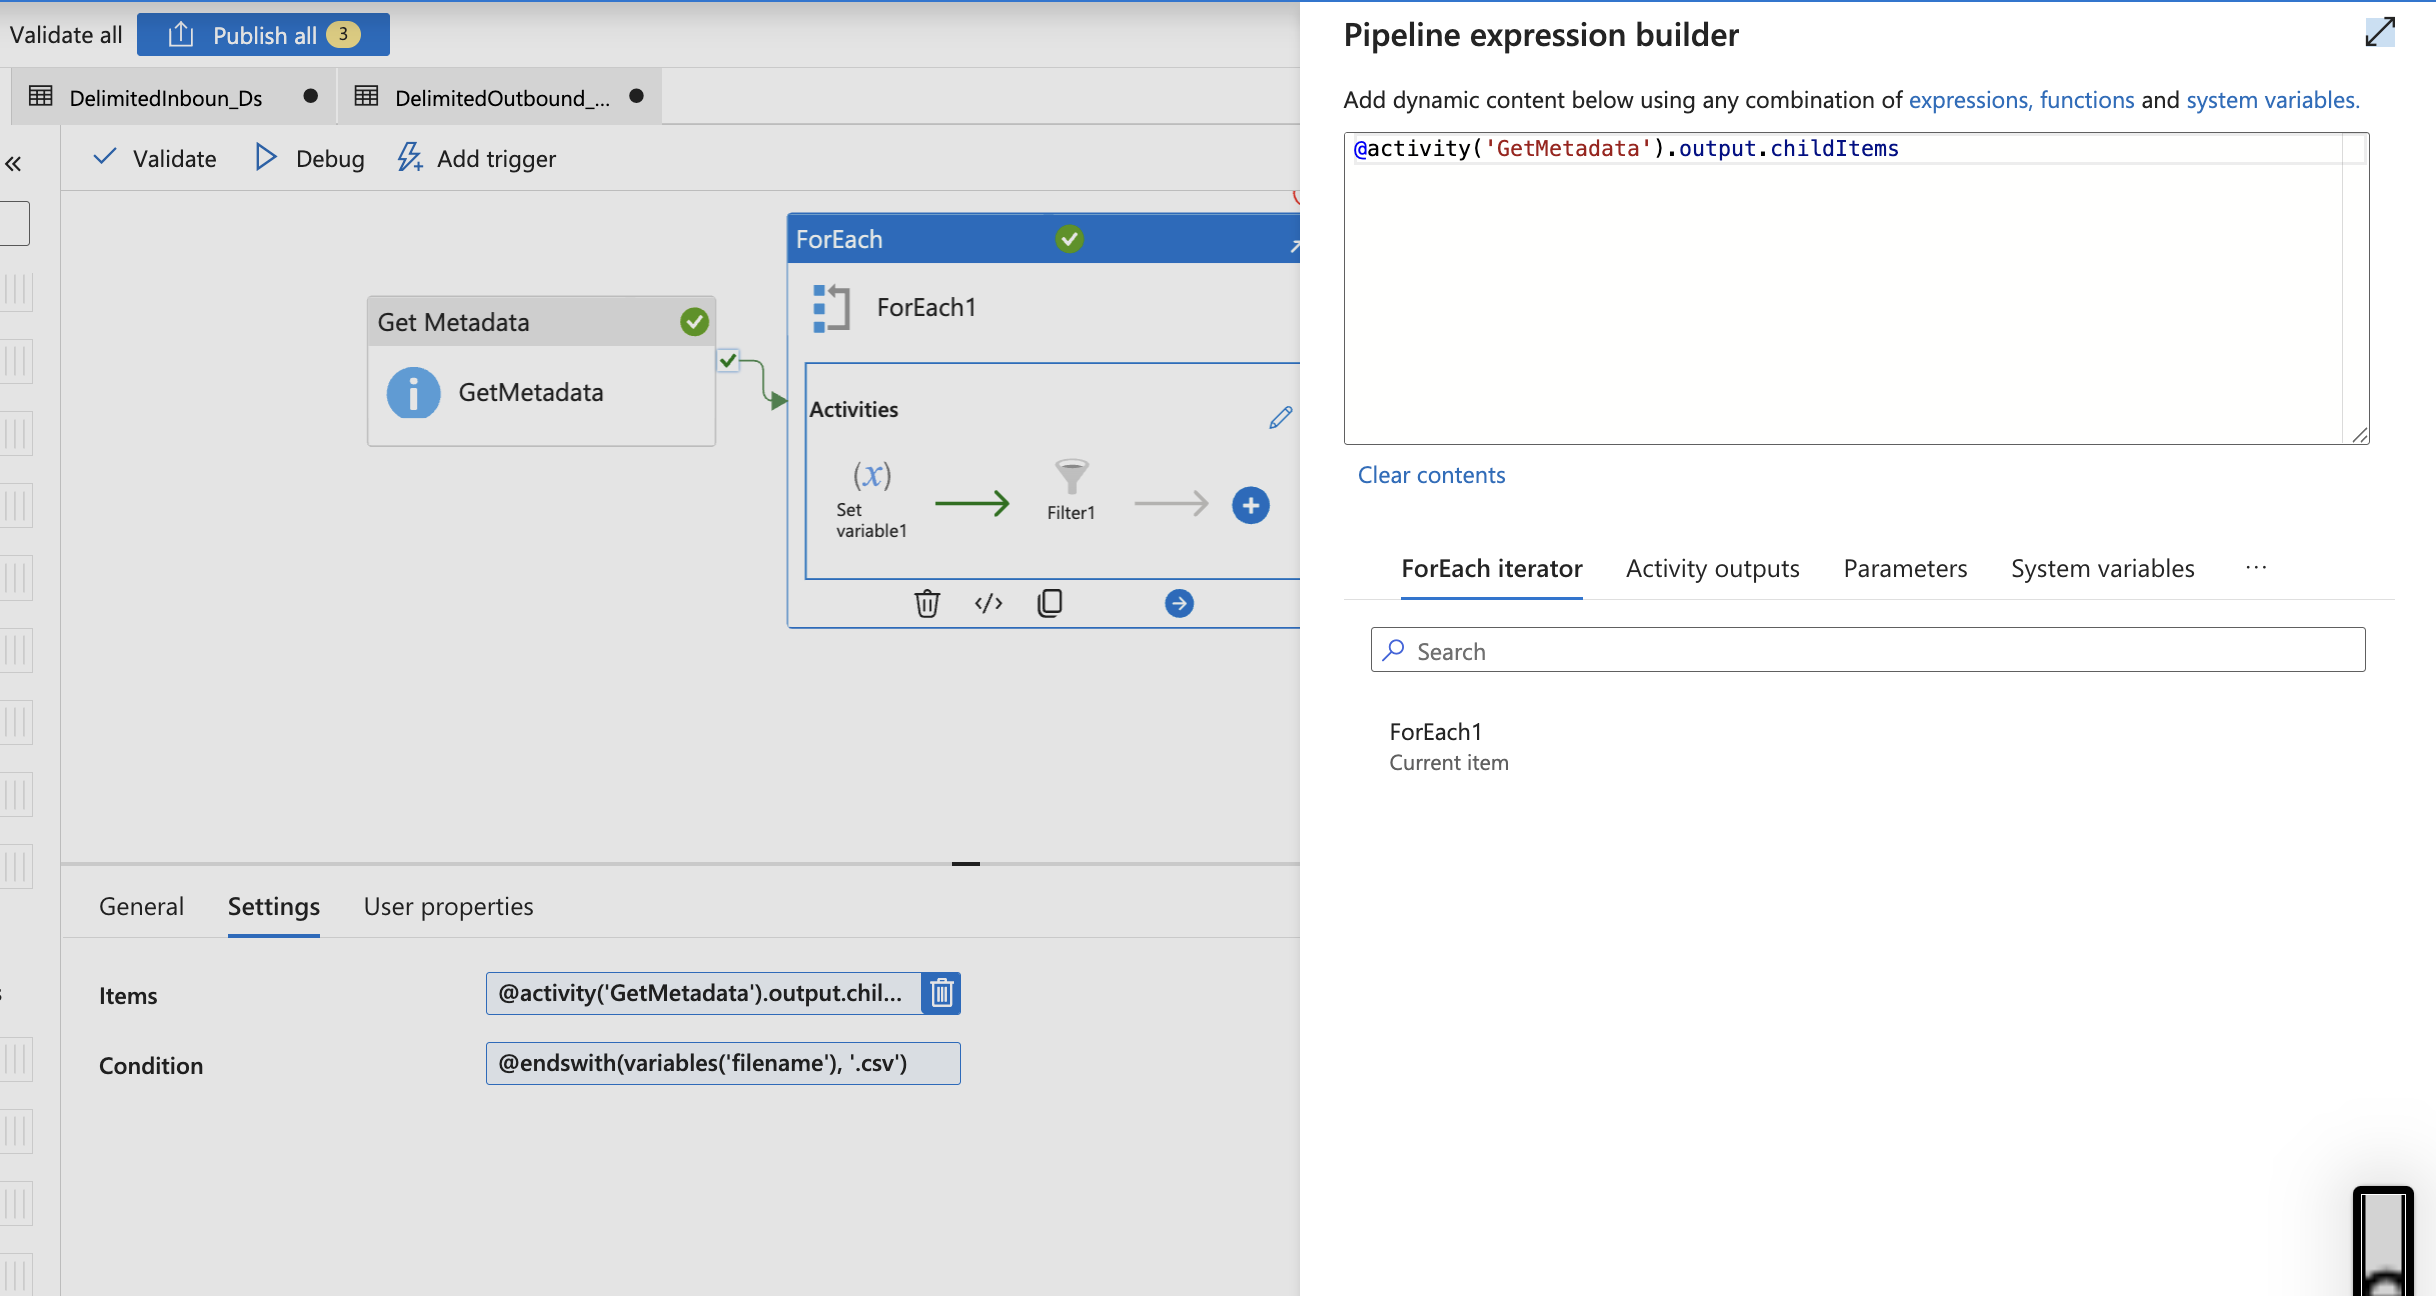 Validate all
Publish all 3
DelimitedInboun_Ds
DelimitedOutbound_...
Validate
Debug
Add trigger
Get Metadata
GetMetadata
ForEach
ForEach1
Activities
(x)
Set
variable1
Filter1
General
Settings
User properties
Items
@activity('GetMetadata').output.chil...
Condition
@endswith(variables('filename'), '.csv')
Pipeline expression builder
Add dynamic content below using any combination of expressions, functions and system variables.
@activity('GetMetadata').output.childItems
Clear contents
ForEach iterator
Activity outputs
Parameters
System variables
...
Search
ForEach1
Current item